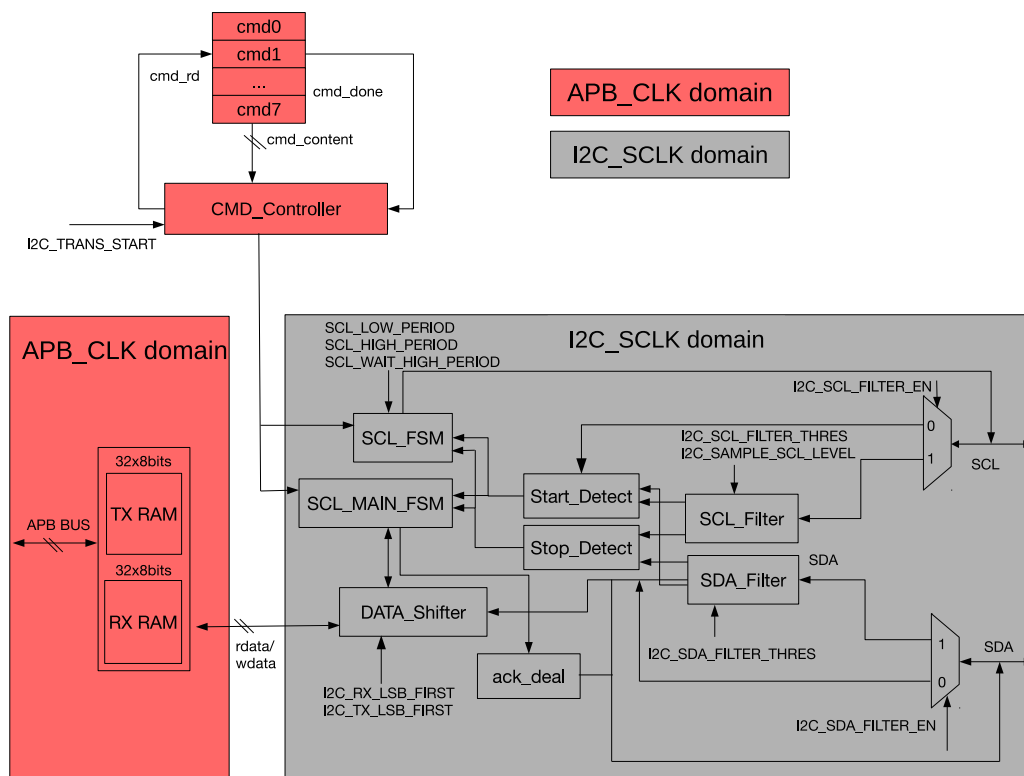 cmd0
cmd1
...
cmd7
cmd_rd
cmd_done
cmd_content
CMD_Controller
I2C_TRANS_START
APB_CLK domain
I2C_SCLK domain
APB_CLK domain
32x8bits
TX RAM
APB BUS
32x8bits
RX RAM
rdata/
wdata
I2C_SCLK domain
SCL_LOW_PERIOD
SCL_HIGH_PERIOD
SCL_WAIT_HIGH_PERIOD
I2C_SCL_FILTER_EN
SCL_FSM
I2C_SCL_FILTER_THRES
I2C_SAMPLE_SCL_LEVEL
0
1
SCL
SCL_MAIN_FSM
Start_Detect
SCL_Filter
Stop_Detect
SDA
SDA_Filter
DATA_Shifter
I2C_SDA_FILTER_THRES
ack_deal
1
0
SDA
I2C_RX_LSB_FIRST
I2C_TX_LSB_FIRST
I2C_SDA_FILTER_EN